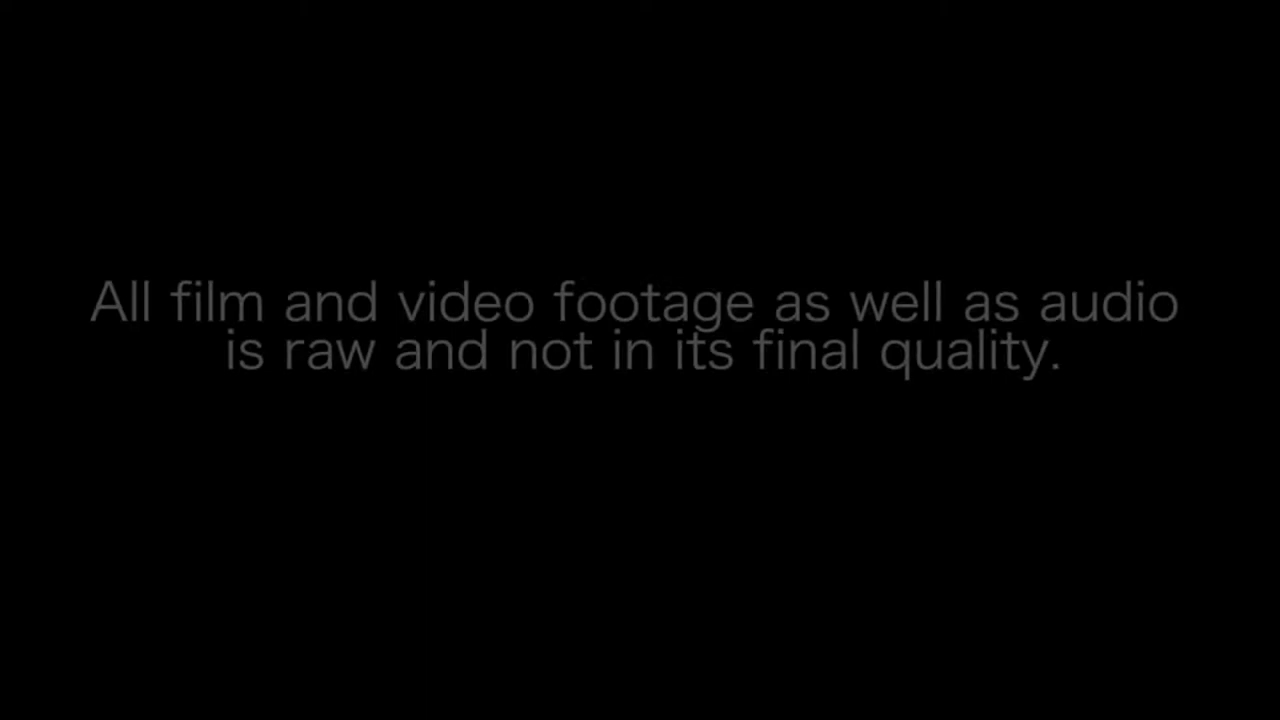 All film and video footage as well as audio
is raw and not in its final quality.